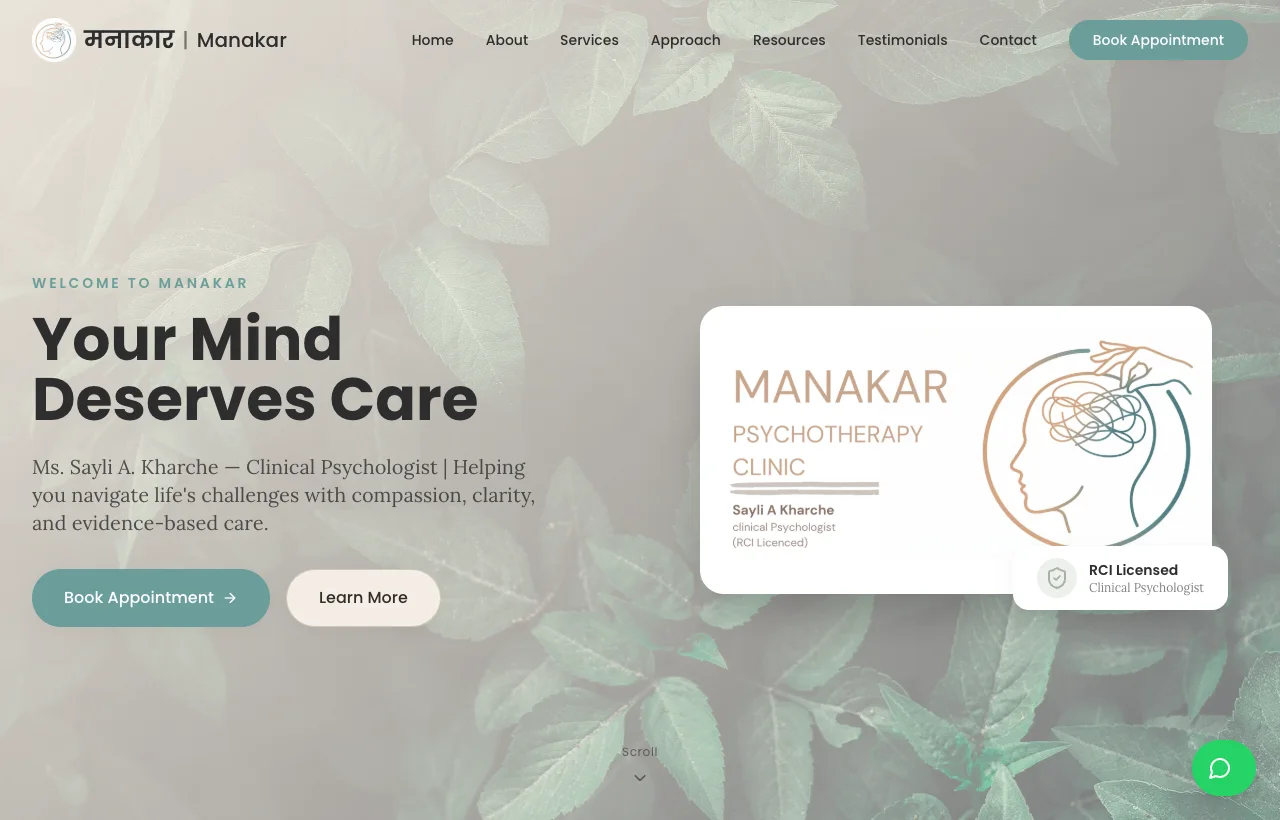 मनाकार | Manakar
Home About Services Approach Resources Testimonials Contact Book Appointment
WELCOME TO MANAKAR
Your Mind
Deserves Care
Ms. Sayli A. Kharche — Clinical Psychologist | Helping
you navigate life's challenges with compassion, clarity,
and evidence-based care.
Book Appointment → Learn More
MANAKAR
PSYCHOTHERAPY
CLINIC
Sayli A Kharche
clinical Psychologist
(RCI Licenced)
RCI Licensed
Clinical Psychologist
Scroll